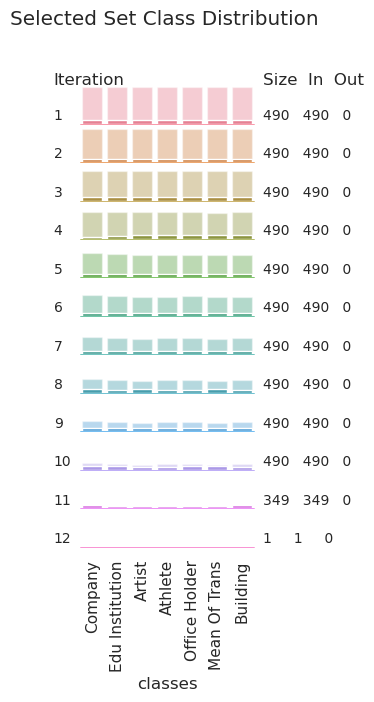 Selected Set Class Distribution
Iteration Size In Out
1 490 490 0
2 490 490 0
3 490 490 0
4 490 490 0
5 490 490 0
6 490 490 0
7 490 490 0
8 490 490 0
9 490 490 0
10 490 490 0
11 349 349 0
12 1 1 0
Company
Edu Institution
Artist
Athlete
Office Holder
Mean Of Trans
Building
classes